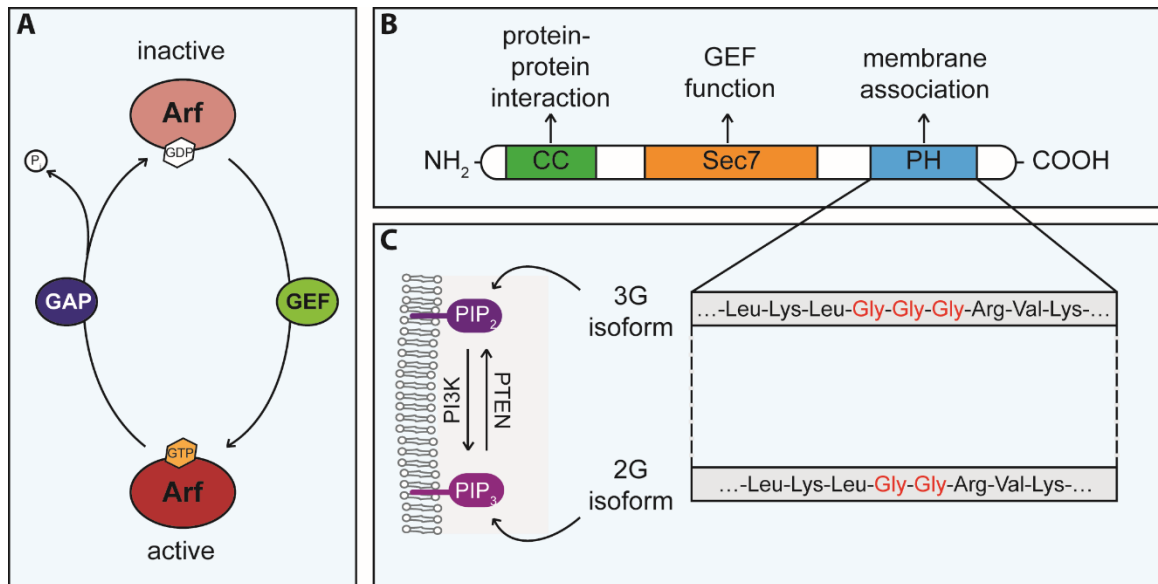 A
inactive
Arf
GDP
Pi
GAP
GEF
GTP
Arf
active
B
protein-
protein
interaction
GEF
function
membrane
association
NH2
CC
Sec7
PH
COOH
C
PIP2
PI3K
PTEN
PIP3
3G
isoform
...-Leu-Lys-Leu-Gly-Gly-Gly-Arg-Val-Lys-...
2G
isoform
...-Leu-Lys-Leu-Gly-Gly-Arg-Val-Lys-...